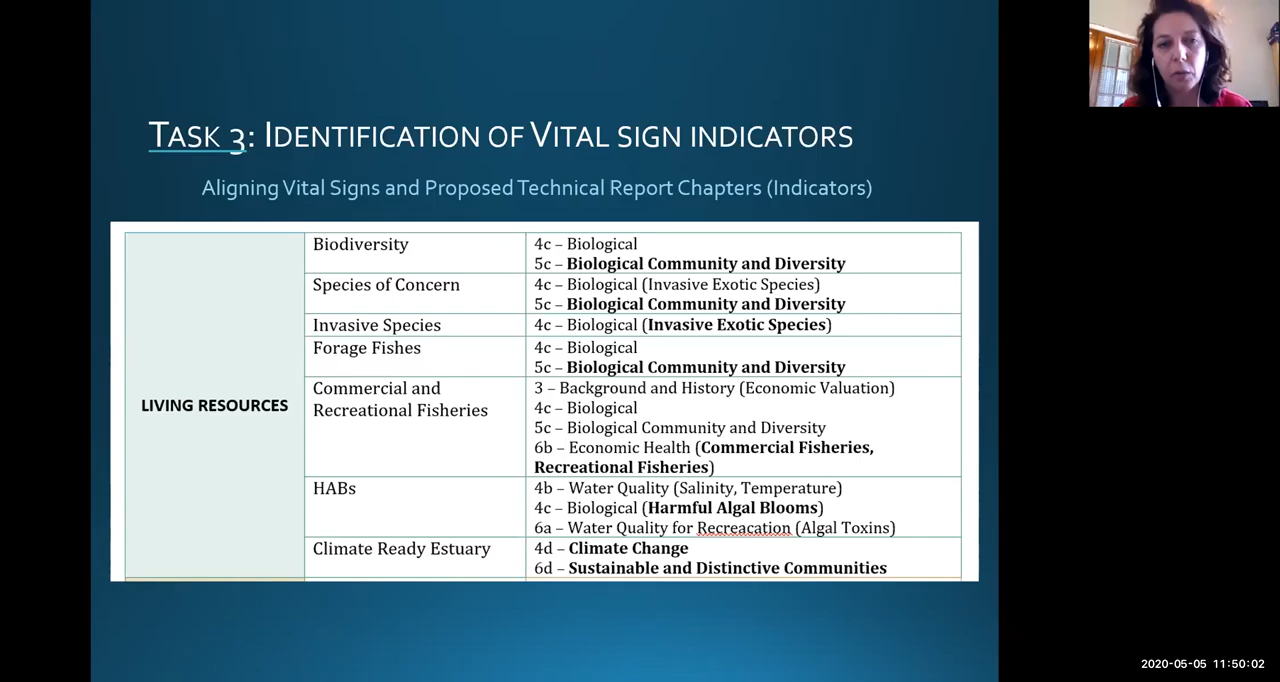 TASK 3: IDENTIFICATION OF VITAL SIGN INDICATORS
Aligning Vital Signs and Proposed Technical Report Chapters (Indicators)
LIVING RESOURCES
Biodiversity
4c – Biological
5c – Biological Community and Diversity
Species of Concern
4c – Biological (Invasive Exotic Species)
5c – Biological Community and Diversity
Invasive Species
4c – Biological (Invasive Exotic Species)
Forage Fishes
4c – Biological
5c – Biological Community and Diversity
Commercial and
Recreational Fisheries
3 – Background and History (Economic Valuation)
4c – Biological
5c – Biological Community and Diversity
6b – Economic Health (Commercial Fisheries,
Recreational Fisheries)
HABs
4b – Water Quality (Salinity, Temperature)
4c – Biological (Harmful Algal Blooms)
6a – Water Quality for Recreacation (Algal Toxins)
Climate Ready Estuary
4d – Climate Change
6d – Sustainable and Distinctive Communities
2020-05-05 11:50:02